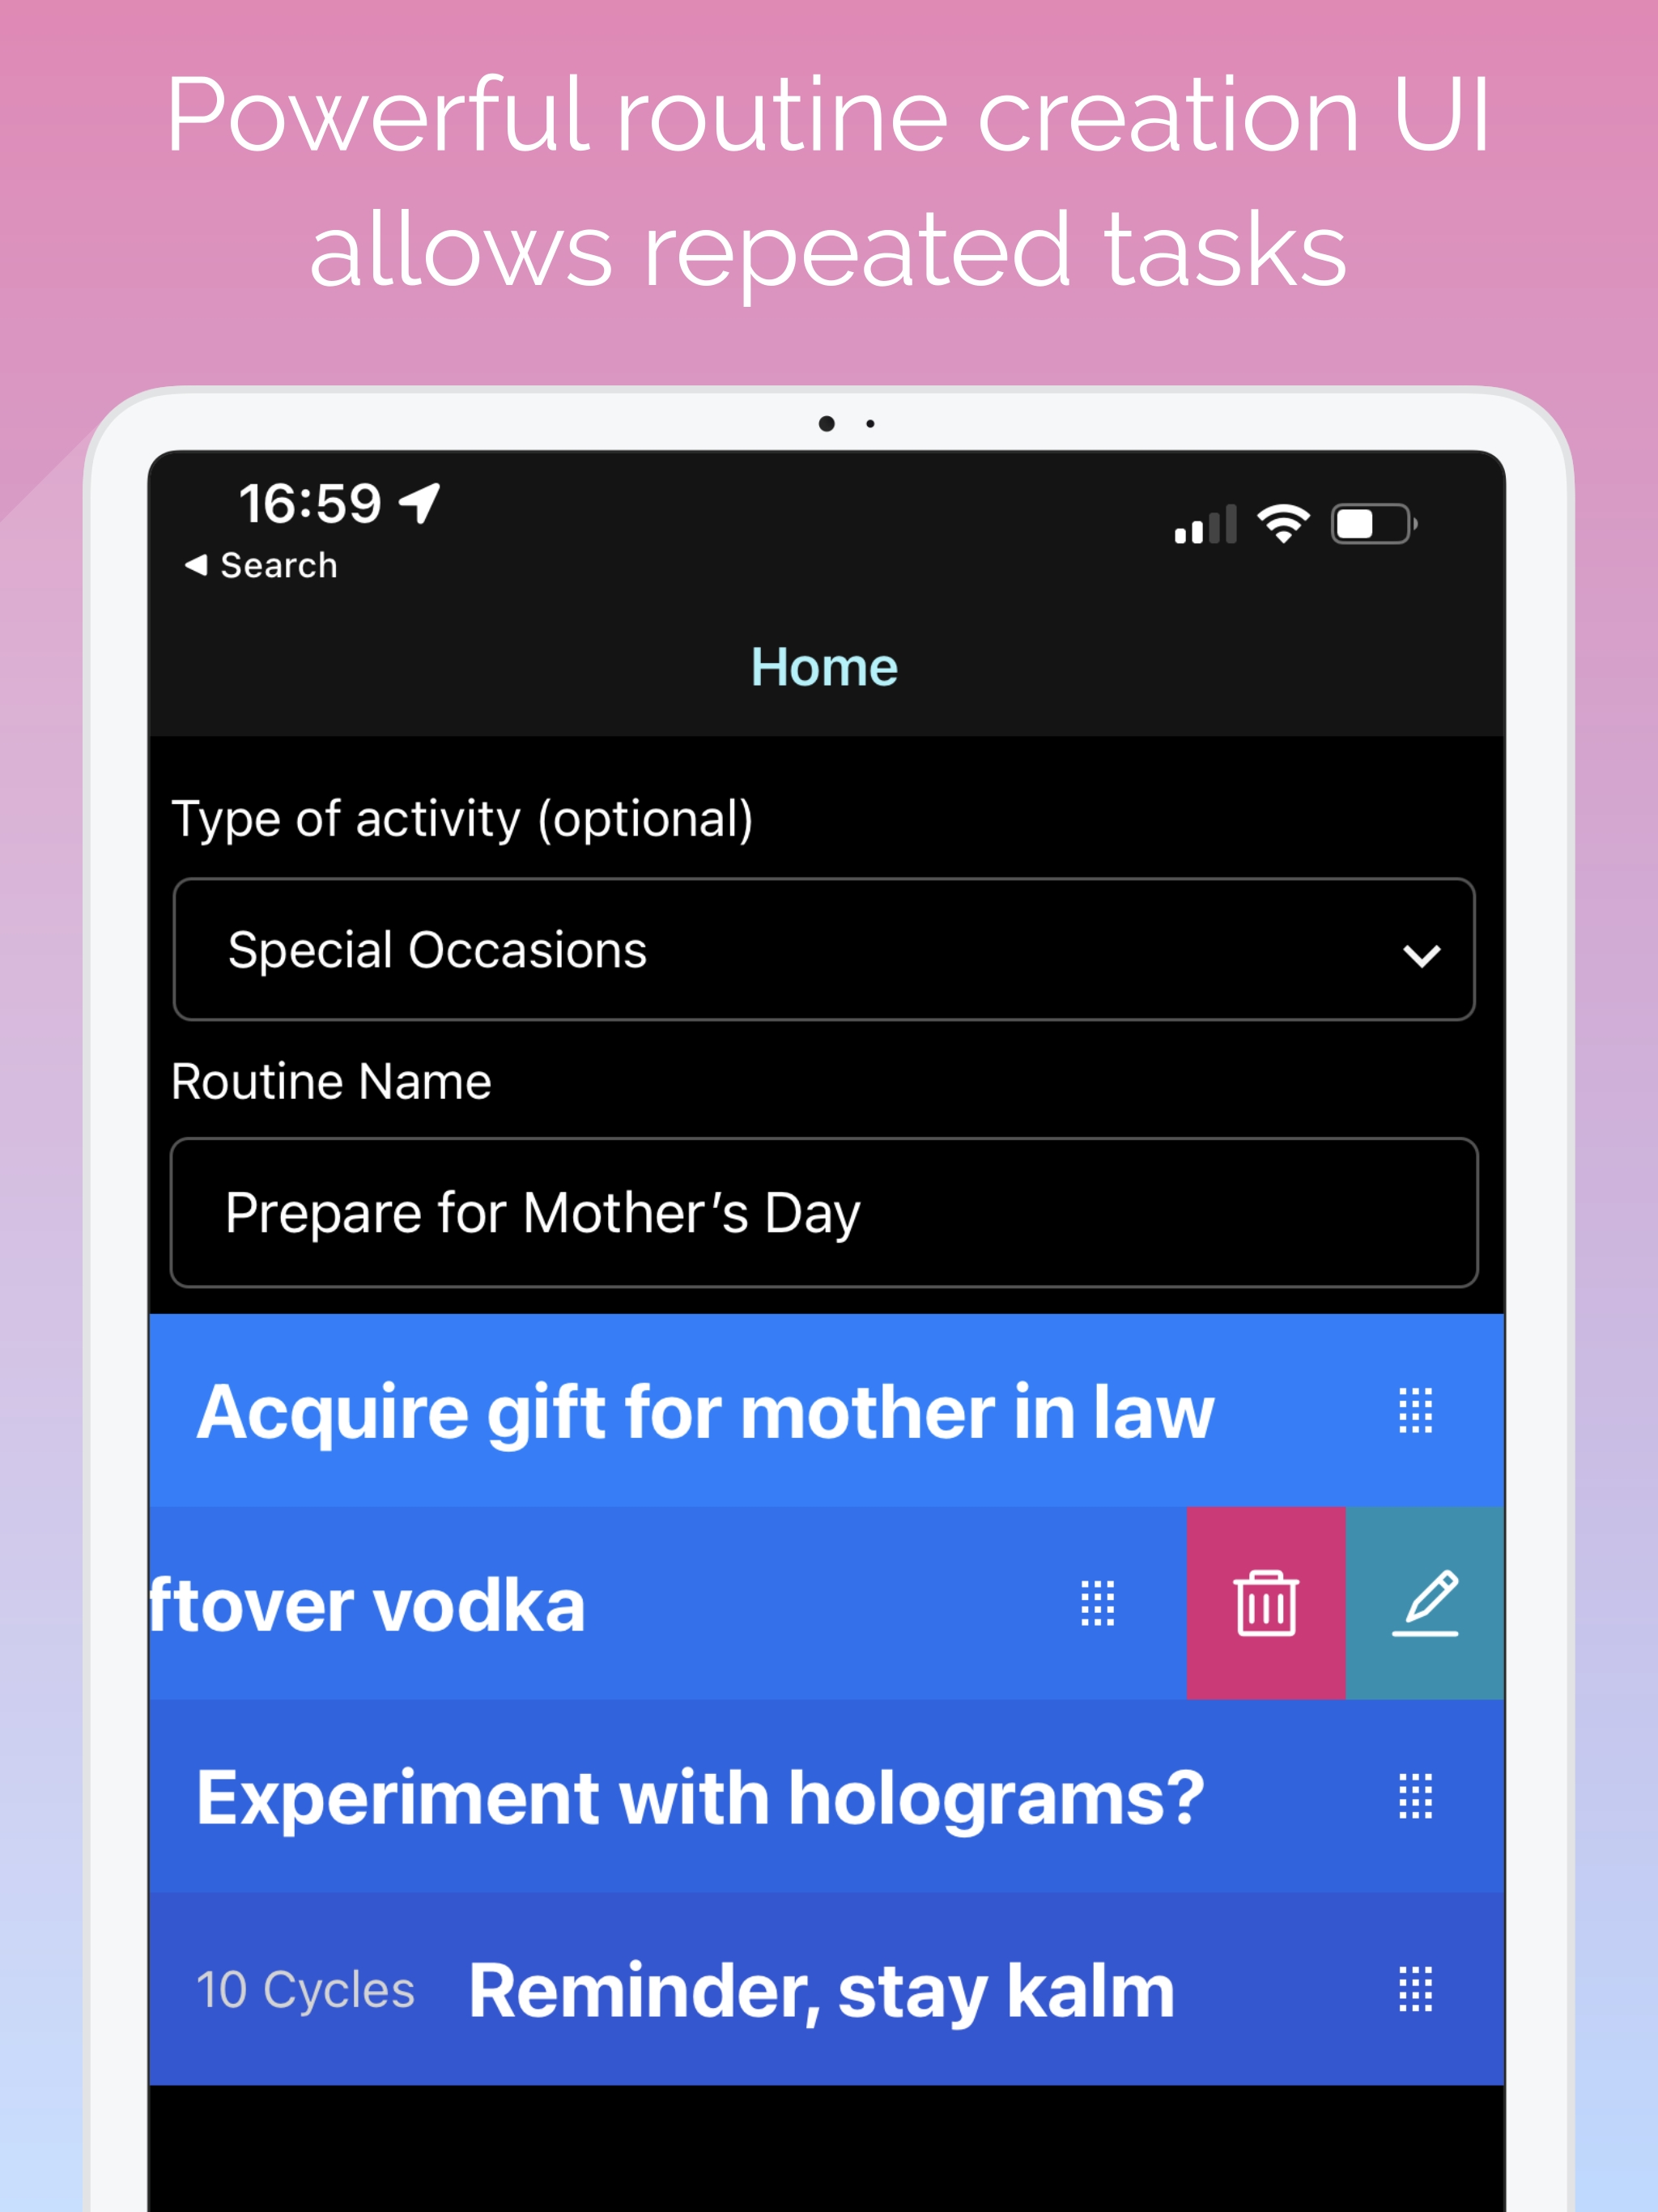 Powerful routine creation UI
allows repeated tasks
16:59
Search
Home
Type of activity (optional)
Special Occasions
Routine Name
Prepare for Mother's Day
Acquire gift for mother in law
ftover vodka
Experiment with holograms?
10 Cycles Reminder, stay kalm